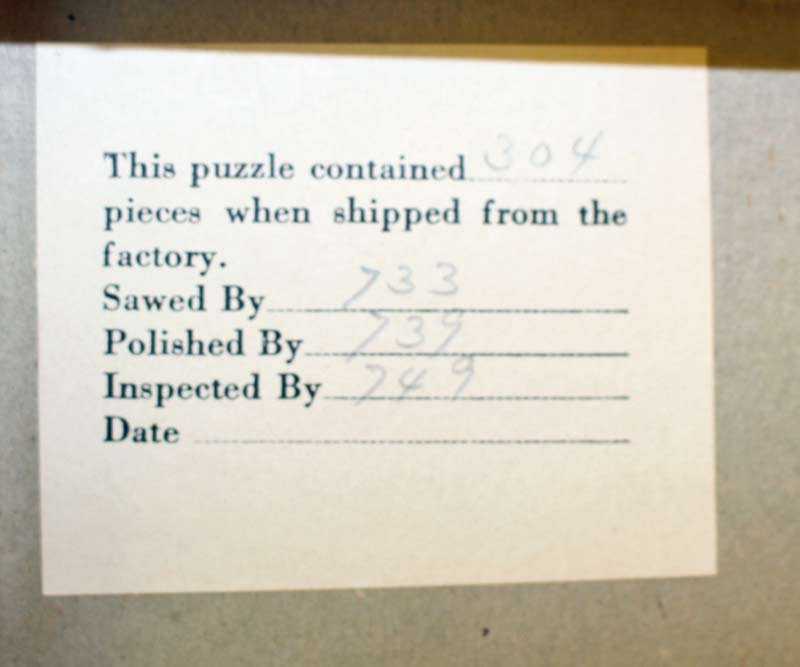 This puzzle contained 304
pieces when shipped from the
factory.
Sawed By 733
Polished By 739
Inspected By 749
Date